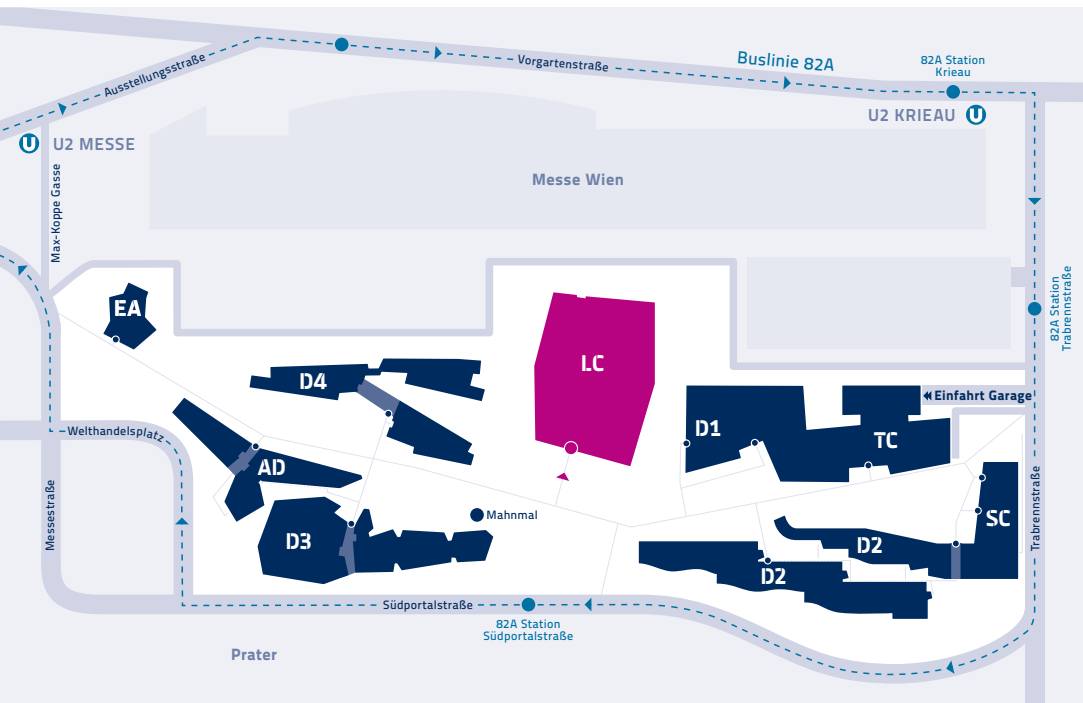 Buslinie 82A
82A Station
Krieau
Ausstellungsstraße
Vorgartenstraße
U2 KRIEAU
U
U
U2 MESSE
Messe Wien
Max-Koppe Gasse
EA
82A Station
Trabrennstraße
LC
D4
Einfahrt Garage
D1
TC
Welthandelsplatz
AD
Messestraße
Mahnmal
SC
Trabrennstraße
D3
D2
D2
Südportalstraße
82A Station
Südportalstraße
Prater